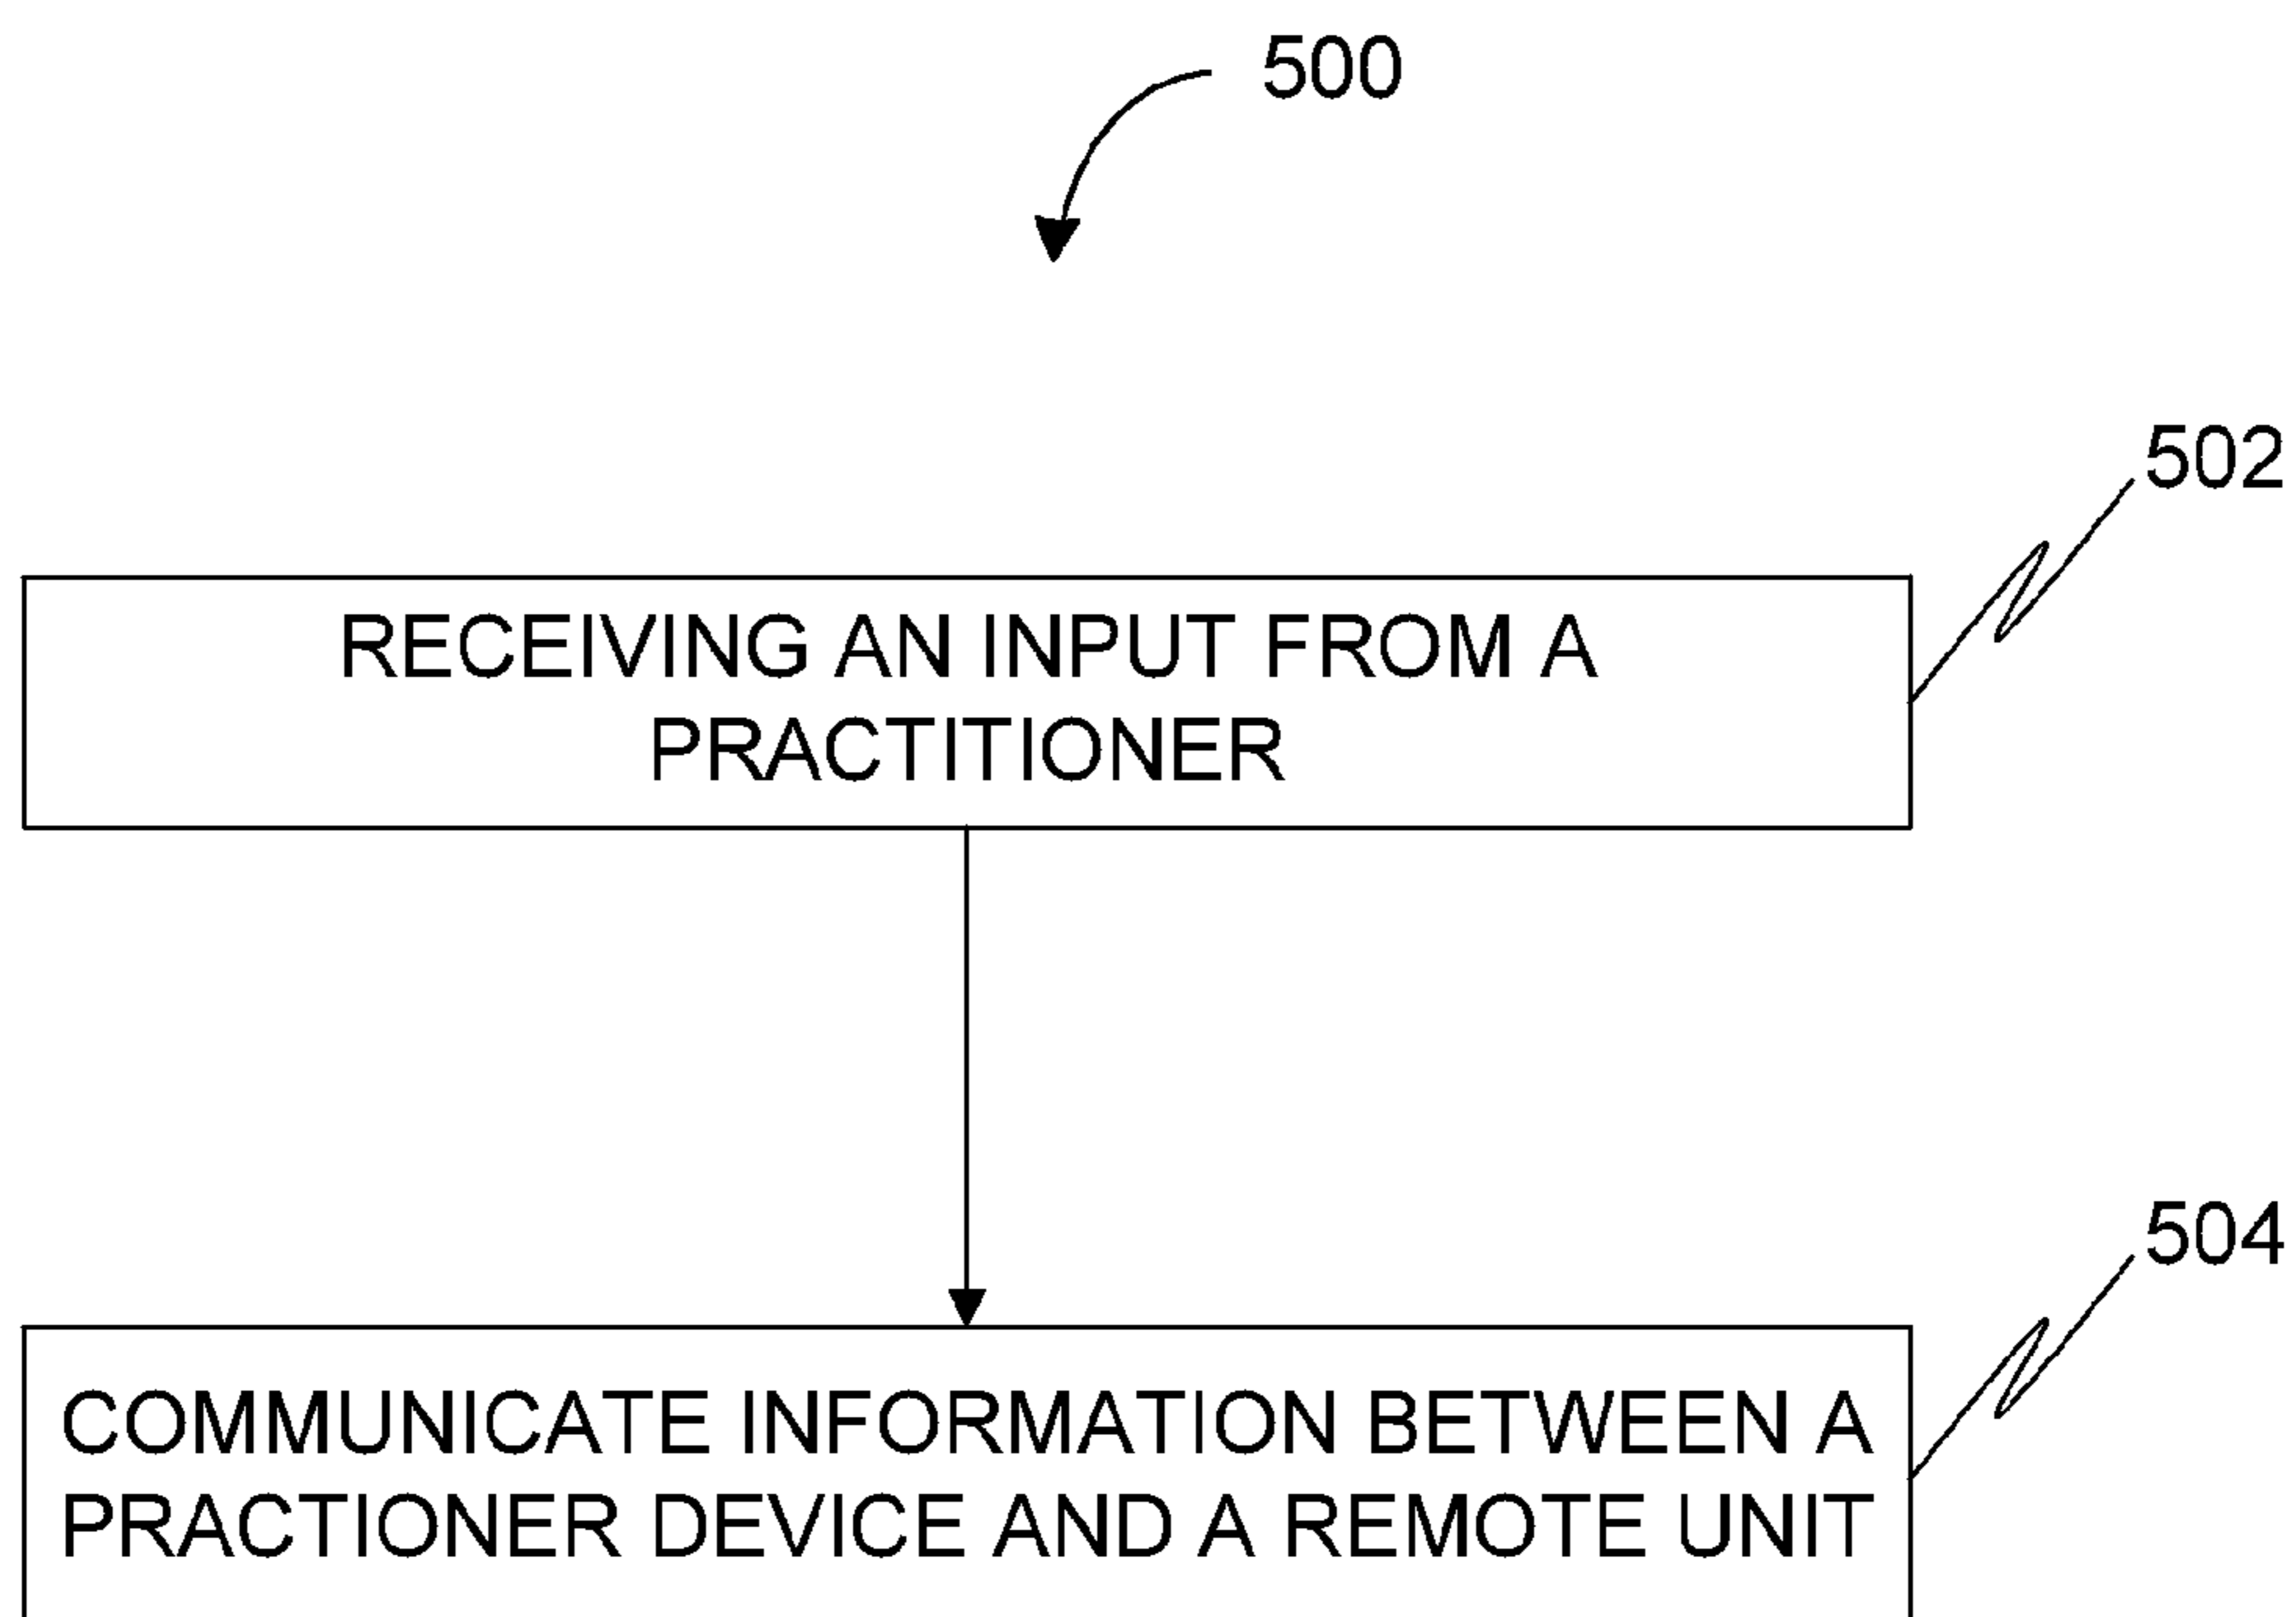 500
502
RECEIVING AN INPUT FROM A
PRACTITIONER
504
COMMUNICATE INFORMATION BETWEEN A
PRACTIONER DEVICE AND A REMOTE UNIT